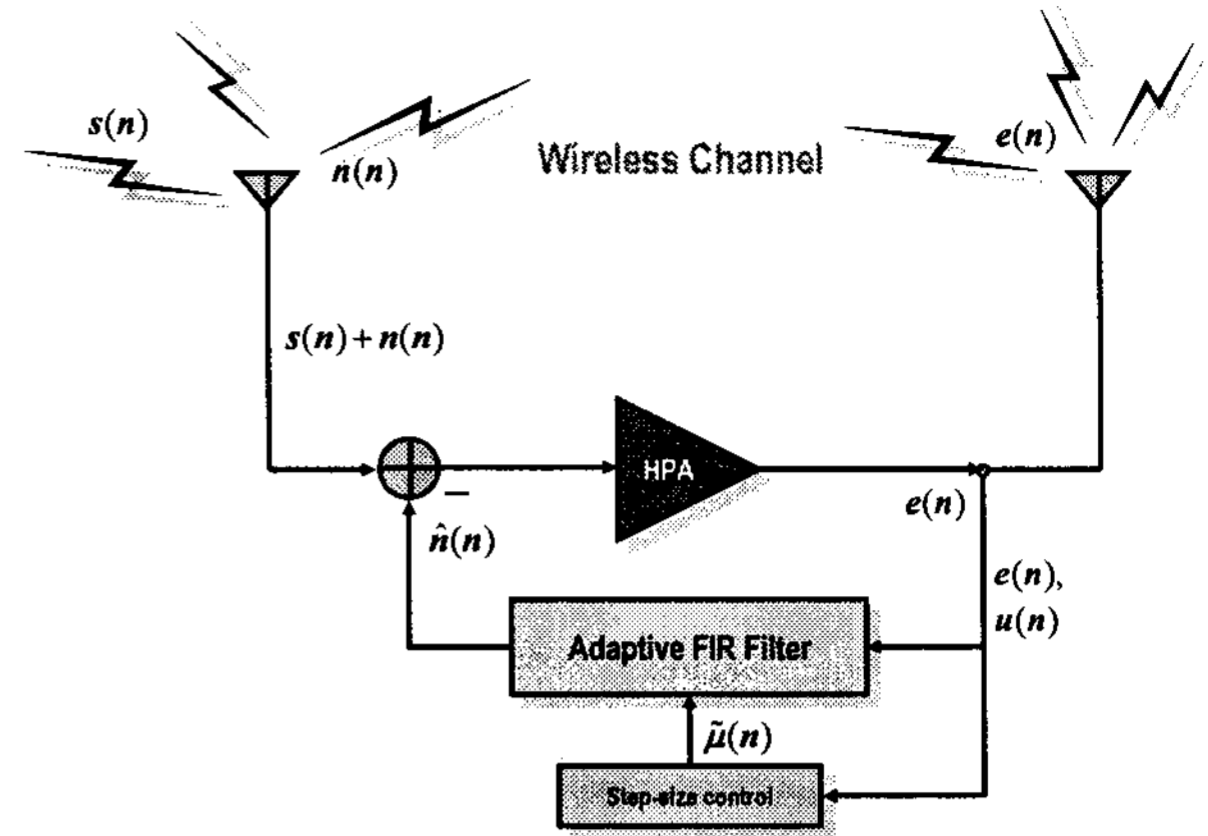 s(n)
n(n)
Wireless Channel
e(n)
s(n)+n(n)
HPA
−
e(n)
n̂(n)
e(n),
u(n)
Adaptive FIR Filter
μ̃(n)
Step-size control